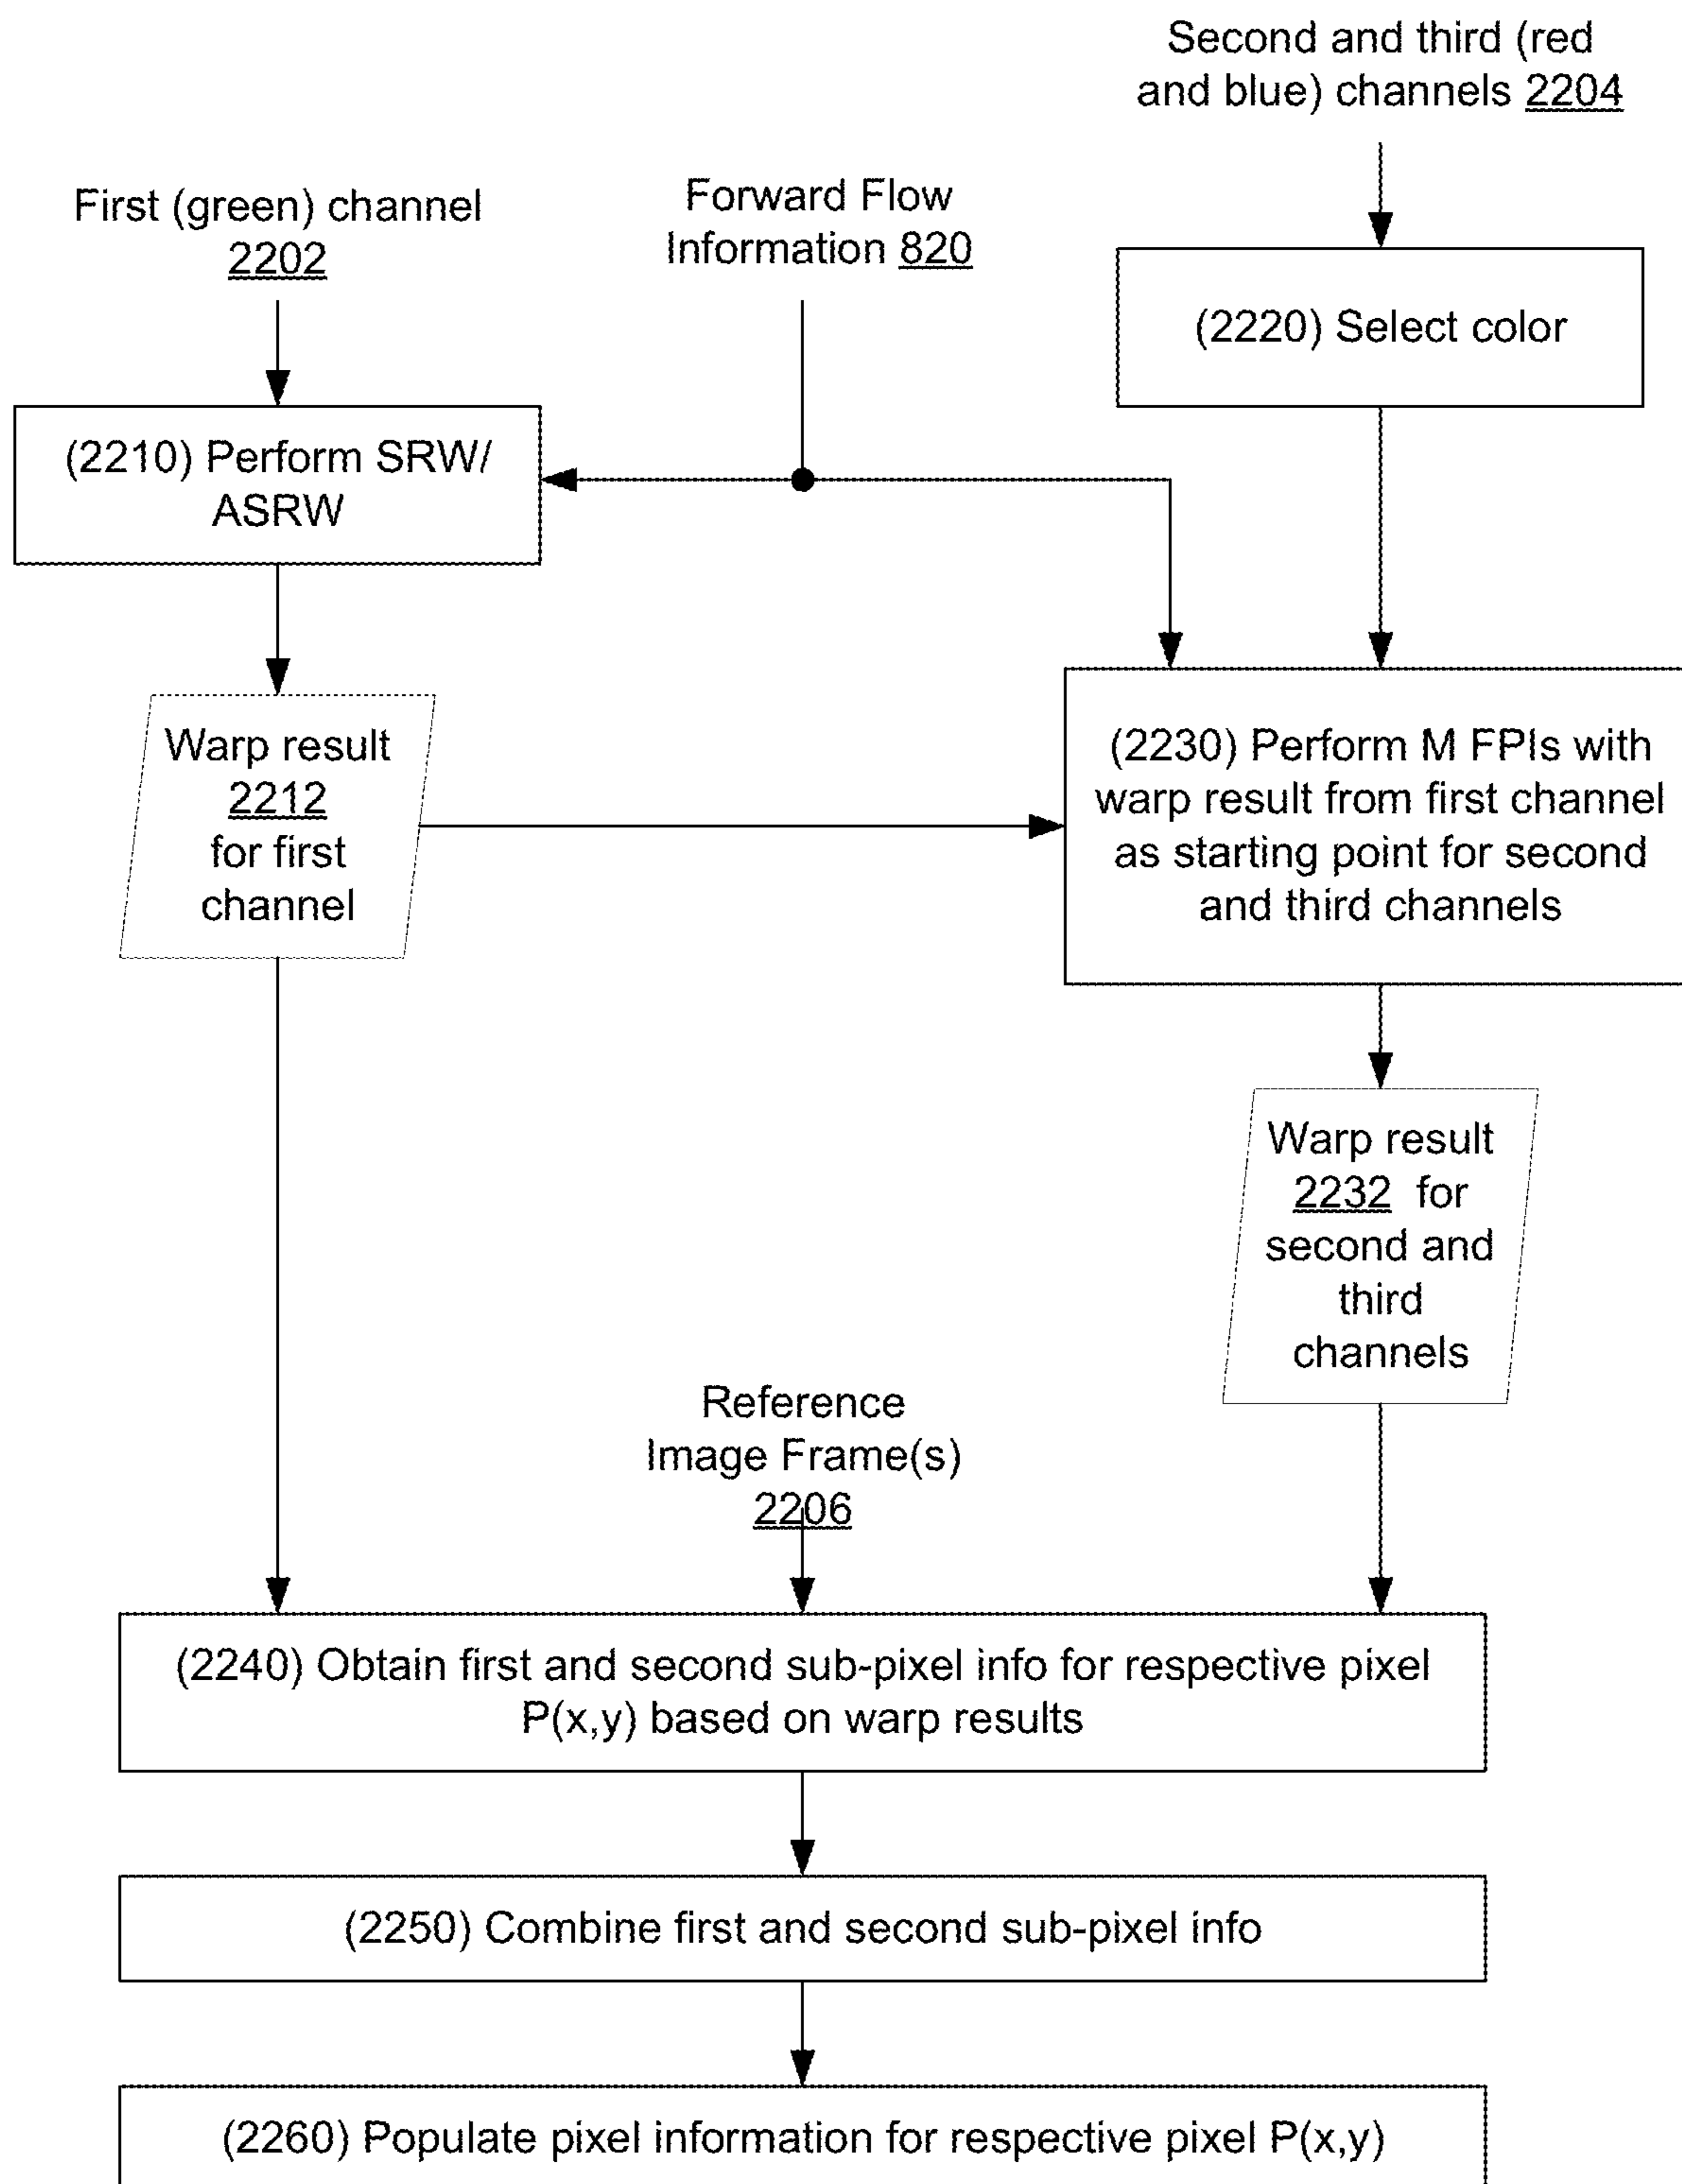 Second and third (red
and blue) channels 2204
First (green) channel
2202
Forward Flow
Information 820
(2220) Select color
(2210) Perform SRW/
ASRW
Warp result
2212
for first
channel
(2230) Perform M FPIs with
warp result from first channel
as starting point for second
and third channels
Warp result
2232 for
second and
third
channels
Reference
Image Frame(s)
2206
(2240) Obtain first and second sub-pixel info for respective pixel
P(x,y) based on warp results
(2250) Combine first and second sub-pixel info
(2260) Populate pixel information for respective pixel P(x,y)